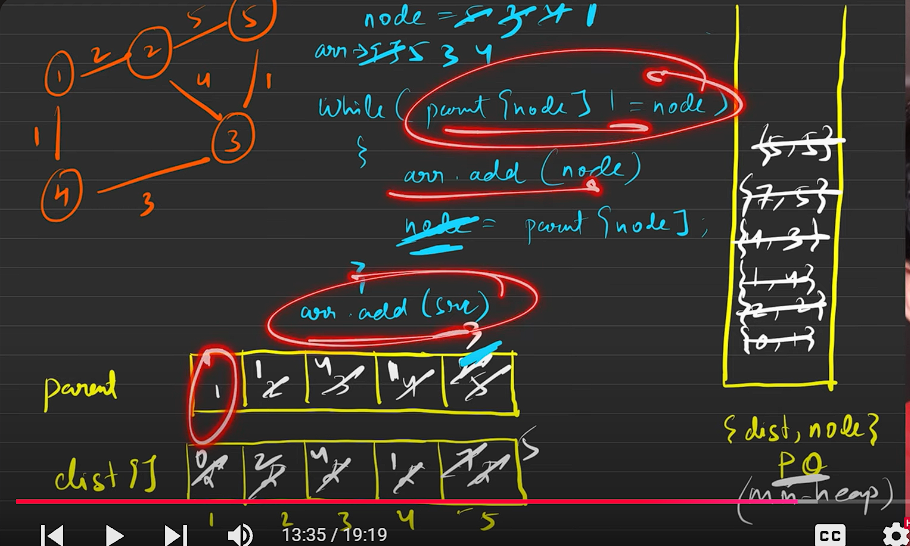 node = 5 3 4 1
arr → 5 5 3 4
while( parent [node] != node)
{
arr.add (node)
node = parent [node];
}
arr.add (src)
5
5
2
2
1
4
1
1
3
4
3
{5,5}
{7,5}
{4,3}
{1,4}
{2,2}
{0,1}
3
parent 1 1 2 4 3 1 4 5
dist [] 0 2 4 1 5
1 2 3 4 5
{dist, node}
PQ
(min-heap)
13:35 / 19:19
CC